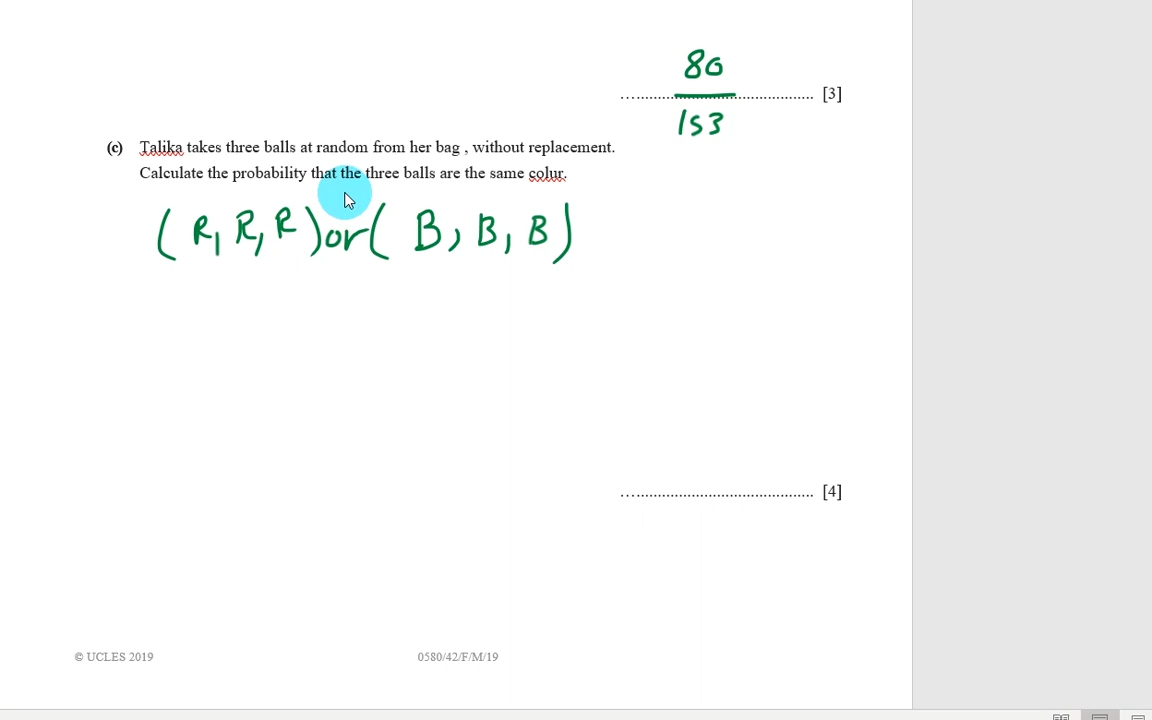 80
….......................................... [3]
153
(c) Talika takes three balls at random from her bag , without replacement.
Calculate the probability that the three balls are the same colur.
(R, R, R) or (B, B, B)
….......................................... [4]
© UCLES 2019 0580/42/F/M/19